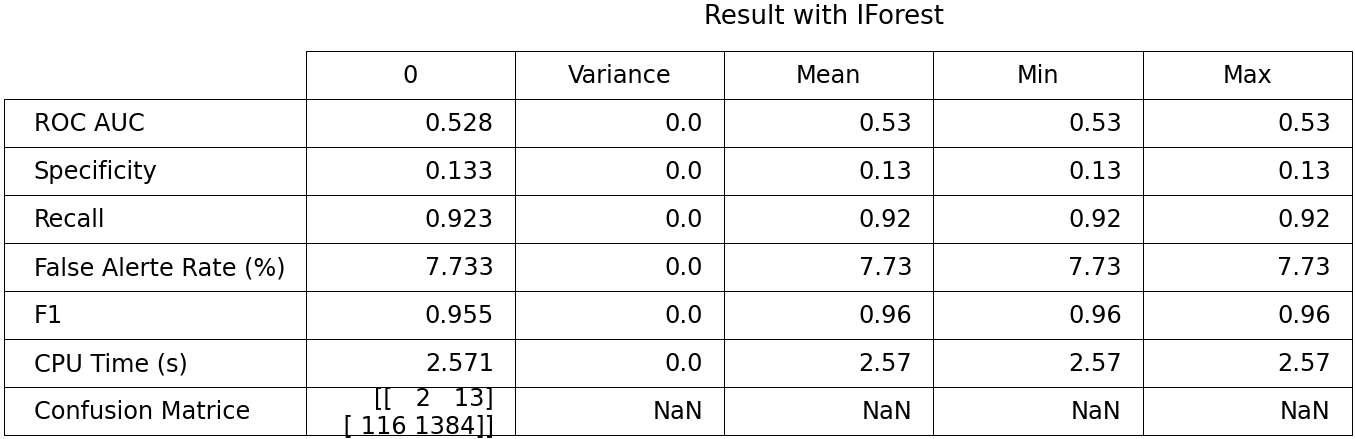 Result with IForest
0 Variance Mean Min Max
ROC AUC 0.528 0.0 0.53 0.53 0.53
Specificity 0.133 0.0 0.13 0.13 0.13
Recall 0.923 0.0 0.92 0.92 0.92
False Alerte Rate (%) 7.733 0.0 7.73 7.73 7.73
F1 0.955 0.0 0.96 0.96 0.96
CPU Time (s) 2.571 0.0 2.57 2.57 2.57
[[ 2 13]
Confusion Matrice NaN NaN NaN NaN
[ 116 1384]]